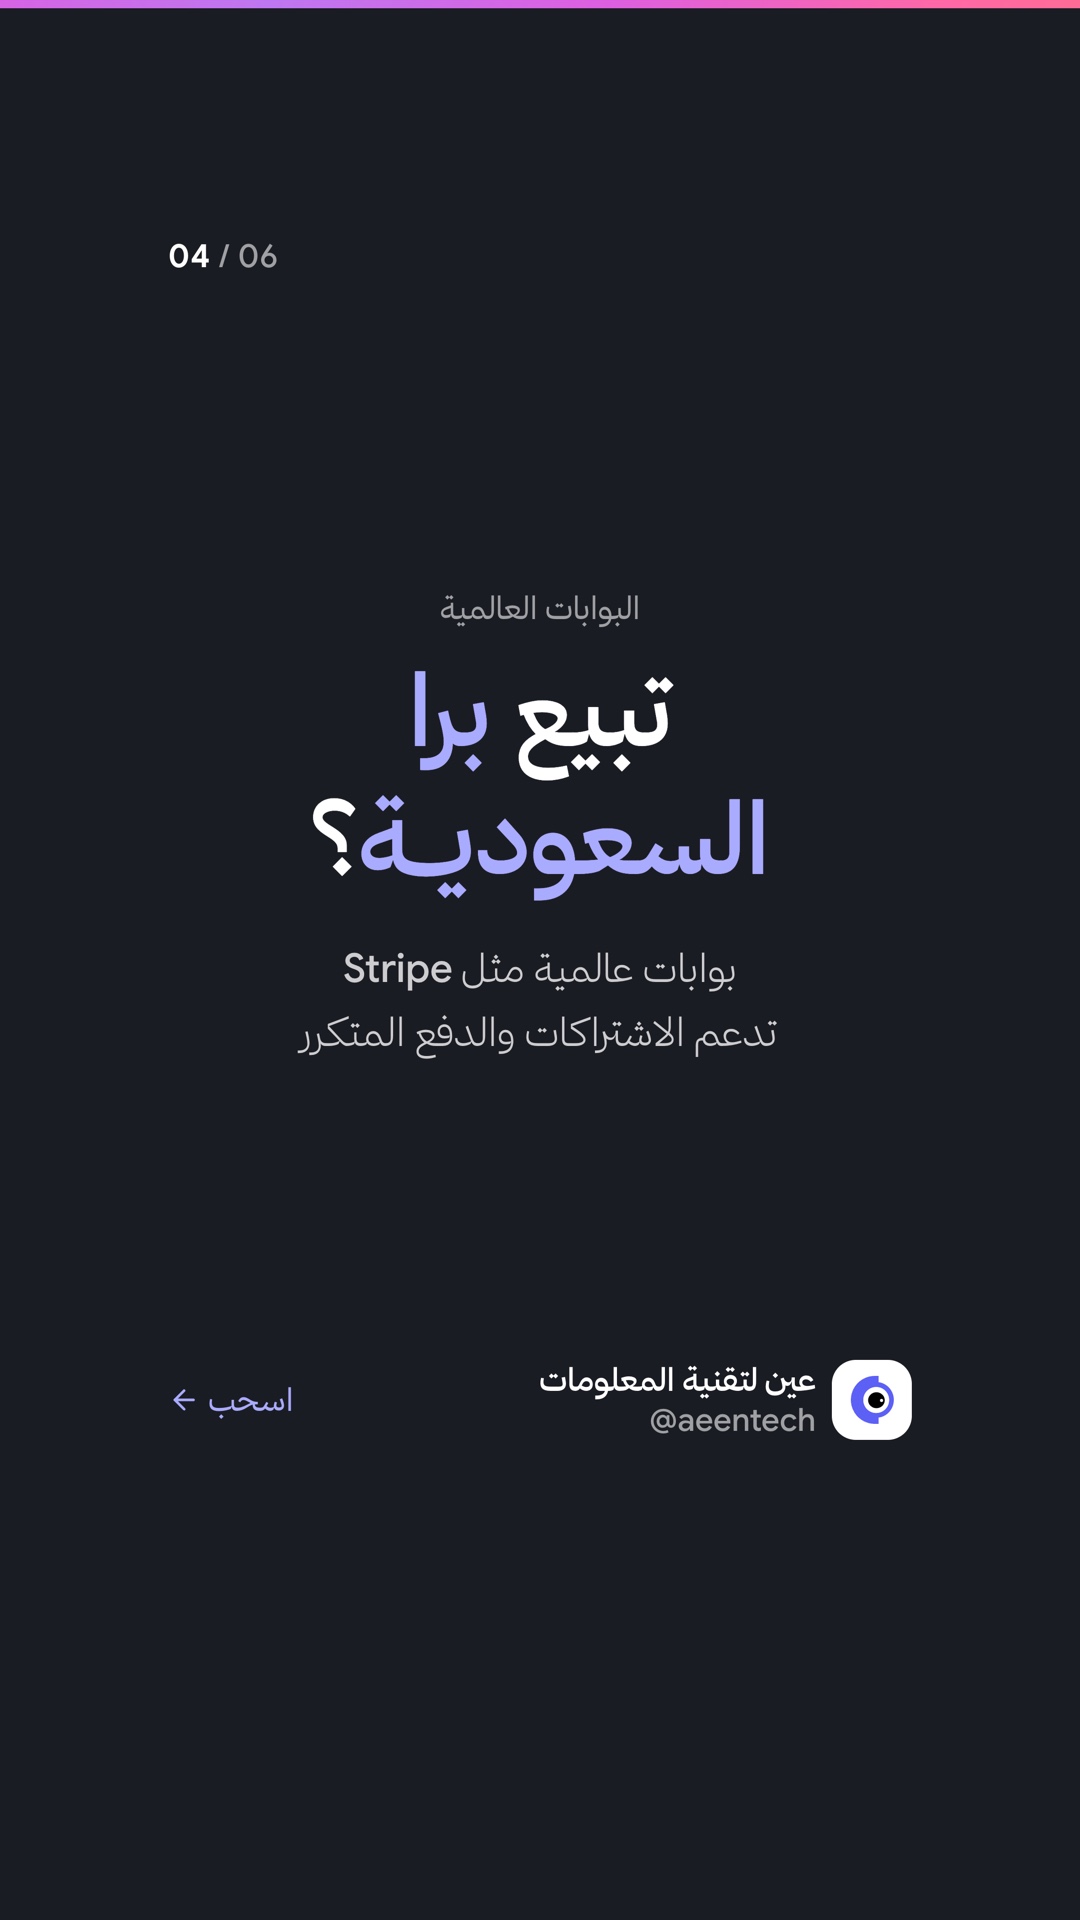 04 / 06
البوابات العالمية
تبيع برا
السعوديـة؟
بوابات عالمية مثل Stripe
تدعم الاشتراكات والدفع المتكرر
عين لتقنية المعلومات
@aeentech
اسحب ←